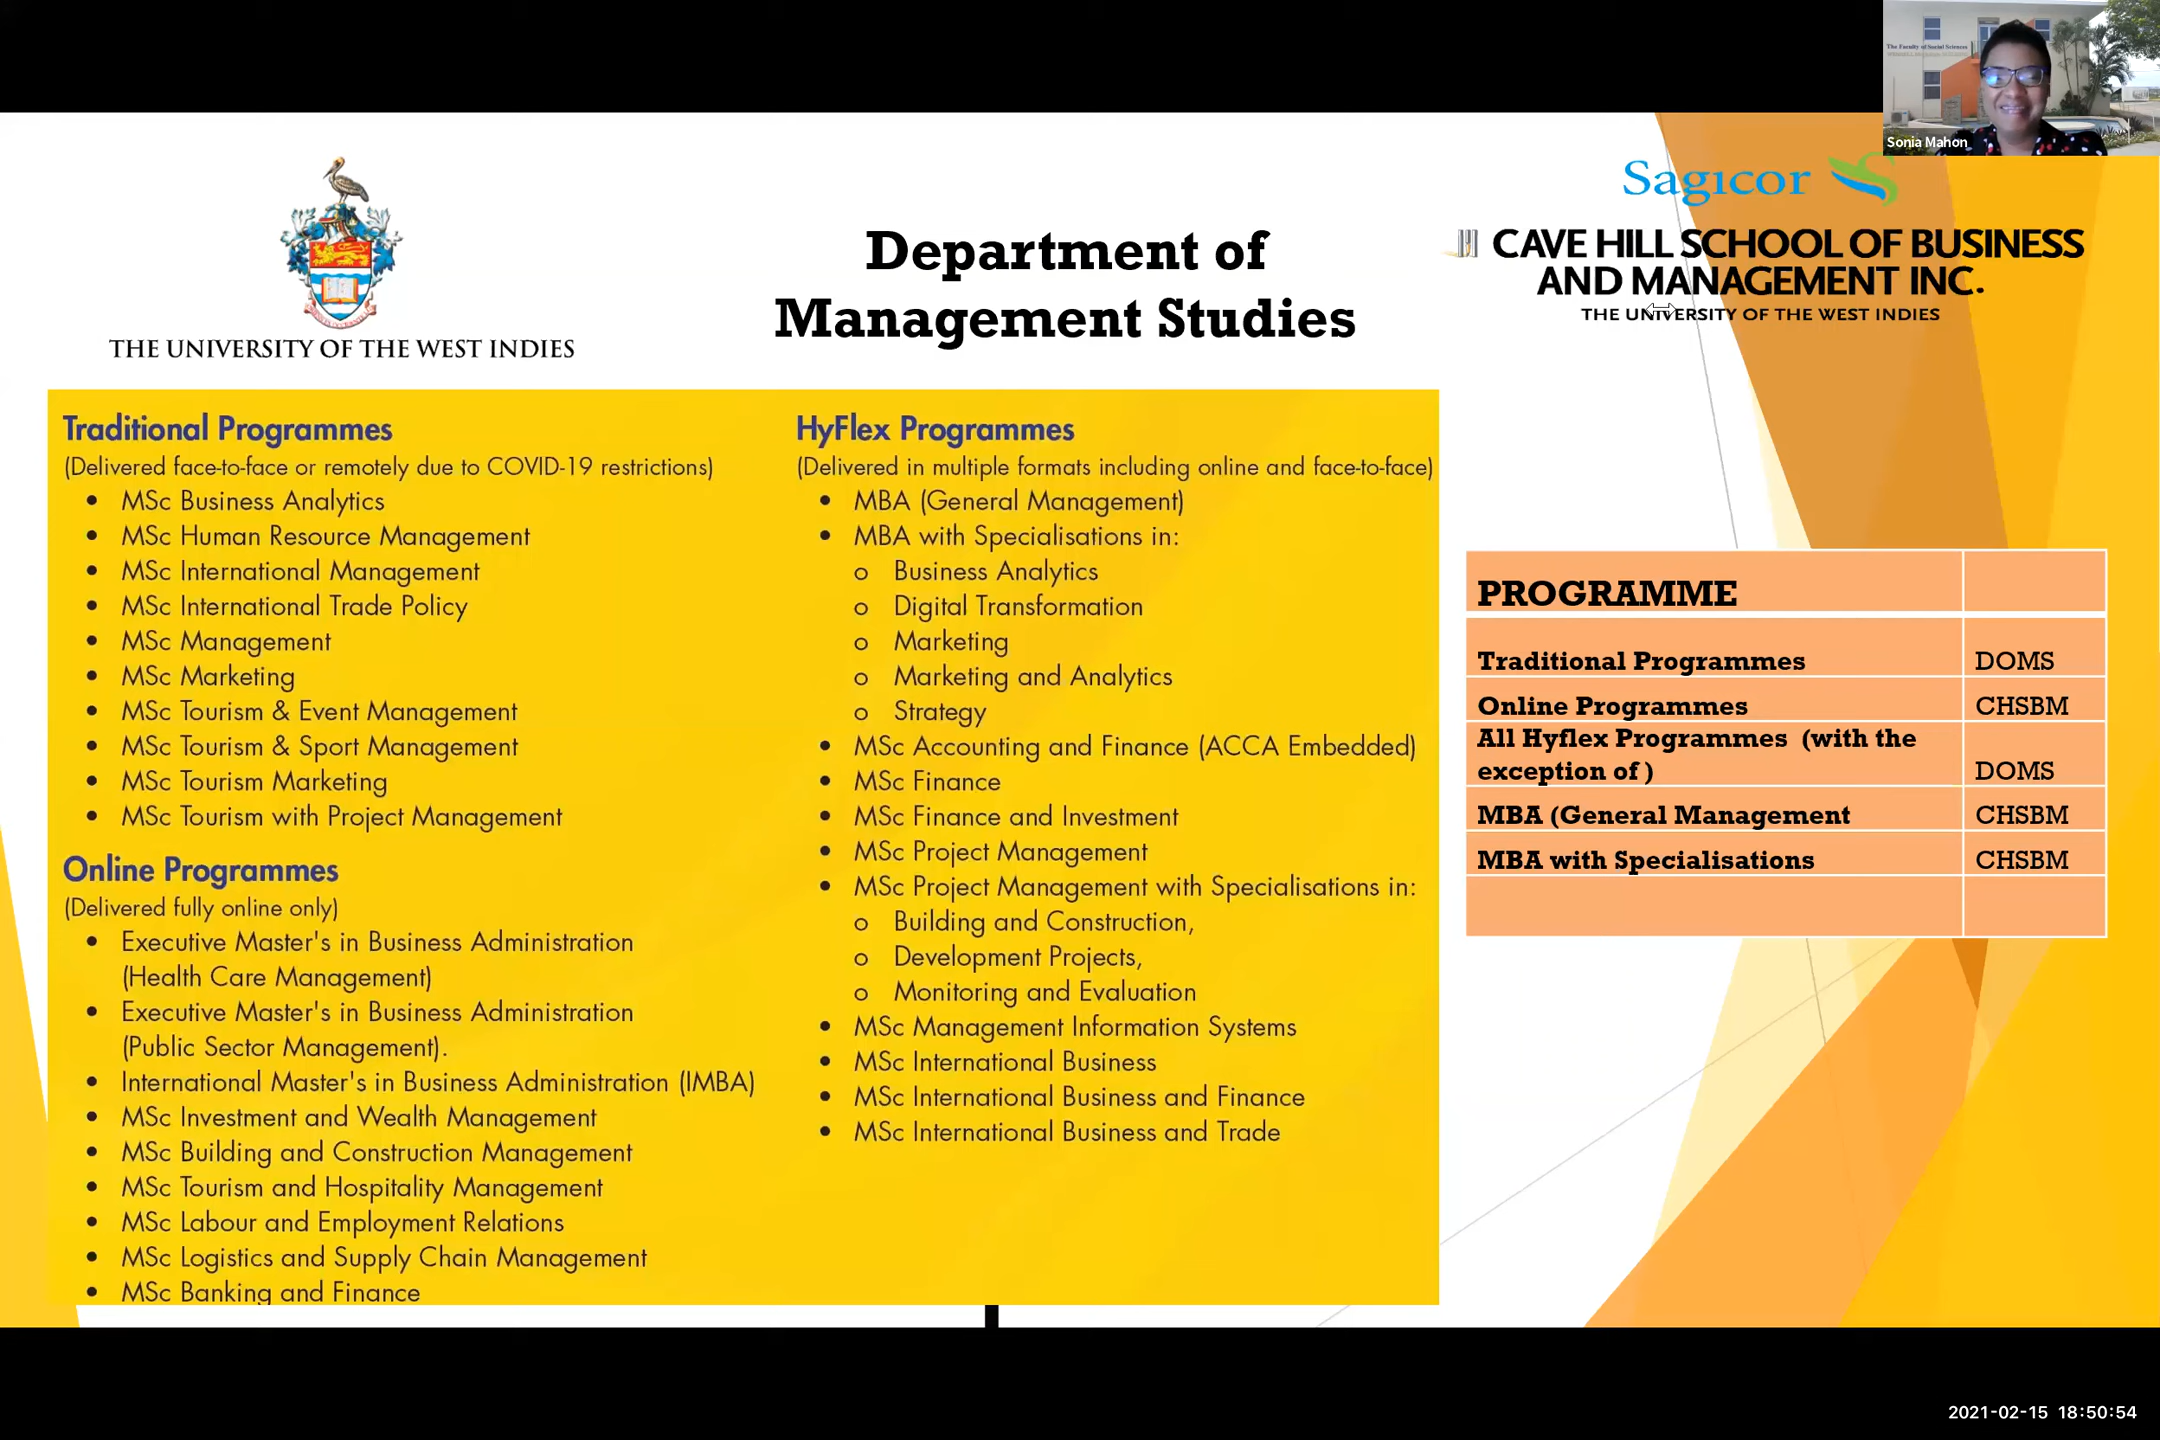 The Faculty of Social Sciences
Sonia Mahon
THE UNIVERSITY OF THE WEST INDIES
Department of
Management Studies
Sagicor
CAVE HILL SCHOOL OF BUSINESS
AND MANAGEMENT INC.
THE UNIVERSITY OF THE WEST INDIES
Traditional Programmes
(Delivered face-to-face or remotely due to COVID-19 restrictions)
• MSc Business Analytics
• MSc Human Resource Management
• MSc International Management
• MSc International Trade Policy
• MSc Management
• MSc Marketing
• MSc Tourism & Event Management
• MSc Tourism & Sport Management
• MSc Tourism Marketing
• MSc Tourism with Project Management
Online Programmes
(Delivered fully online only)
• Executive Master's in Business Administration
(Health Care Management)
• Executive Master's in Business Administration
(Public Sector Management).
• International Master's in Business Administration (IMBA)
• MSc Investment and Wealth Management
• MSc Building and Construction Management
• MSc Tourism and Hospitality Management
• MSc Labour and Employment Relations
• MSc Logistics and Supply Chain Management
• MSc Banking and Finance
HyFlex Programmes
(Delivered in multiple formats including online and face-to-face)
• MBA (General Management)
• MBA with Specialisations in:
o Business Analytics
o Digital Transformation
o Marketing
o Marketing and Analytics
o Strategy
• MSc Accounting and Finance (ACCA Embedded)
• MSc Finance
• MSc Finance and Investment
• MSc Project Management
• MSc Project Management with Specialisations in:
o Building and Construction,
o Development Projects,
o Monitoring and Evaluation
• MSc Management Information Systems
• MSc International Business
• MSc International Business and Finance
• MSc International Business and Trade
PROGRAMME
Traditional Programmes DOMS
Online Programmes CHSBM
All Hyflex Programmes (with the
exception of ) DOMS
MBA (General Management CHSBM
MBA with Specialisations CHSBM
2021-02-15 18:50:54